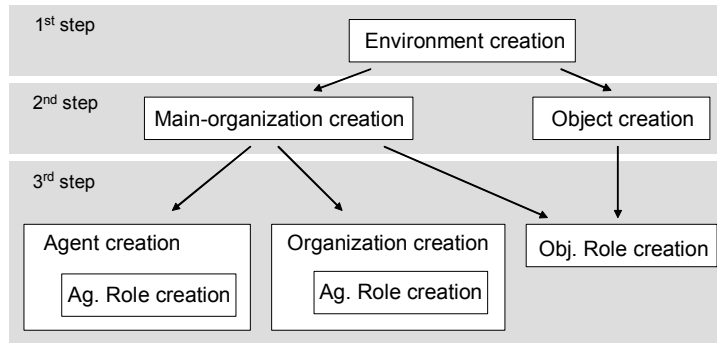 1st step
Environment creation
2nd step
Main-organization creation
Object creation
3rd step
Agent creation
Organization creation
Obj. Role creation
Ag. Role creation
Ag. Role creation